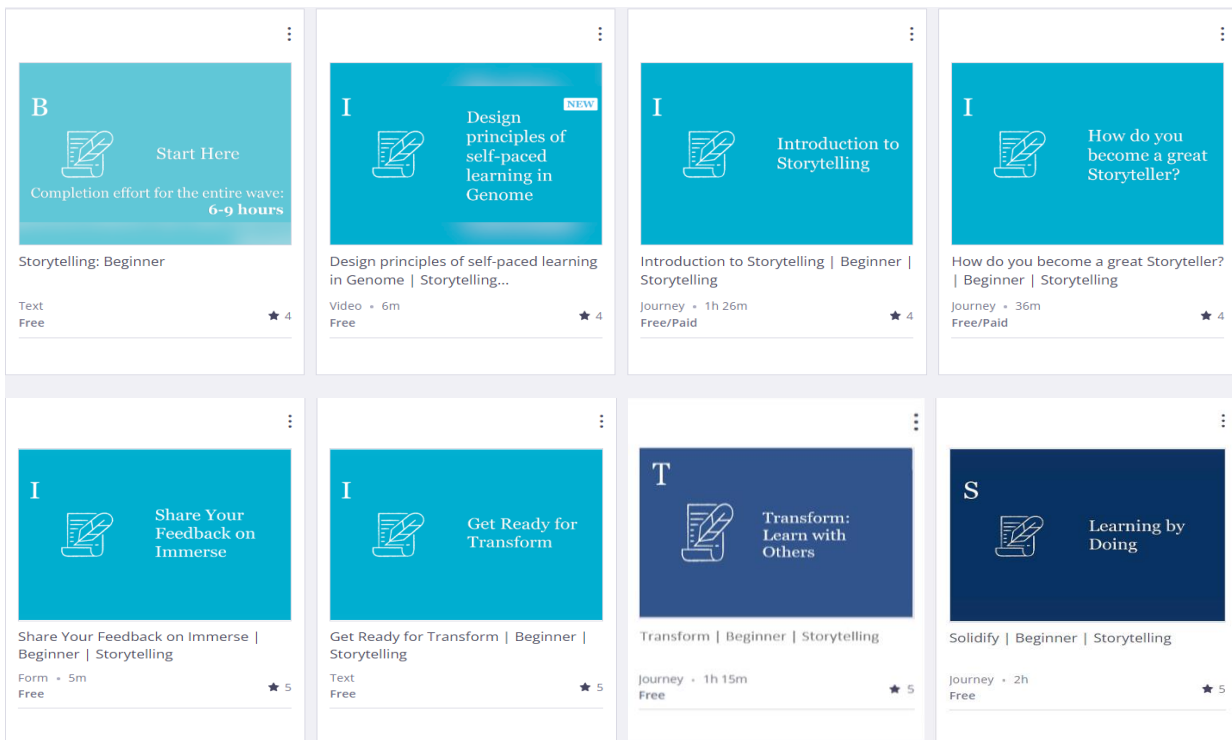 B
Start Here
Completion effort for the entire wave:
6-9 hours
Storytelling: Beginner
Text
Free
★ 4
I
NEW
Design
principles of
self-paced
learning in
Genome
Design principles of self-paced learning
in Genome | Storytelling...
Video • 6m
Free
★ 4
I
Introduction to
Storytelling
Introduction to Storytelling | Beginner |
Storytelling
Journey • 1h 26m
Free/Paid
★ 4
I
How do you
become a great
Storyteller?
How do you become a great Storyteller?
| Beginner | Storytelling
Journey • 36m
Free/Paid
★ 4
I
Share Your
Feedback on
Immerse
Share Your Feedback on Immerse |
Beginner | Storytelling
Form • 5m
Free
★ 5
I
Get Ready for
Transform
Get Ready for Transform | Beginner |
Storytelling
Text
Free
★ 5
T
Transform:
Learn with
Others
Transform | Beginner | Storytelling
Journey • 1h 15m
Free
★ 5
S
Learning by
Doing
Solidify | Beginner | Storytelling
Journey • 2h
Free
★ 5